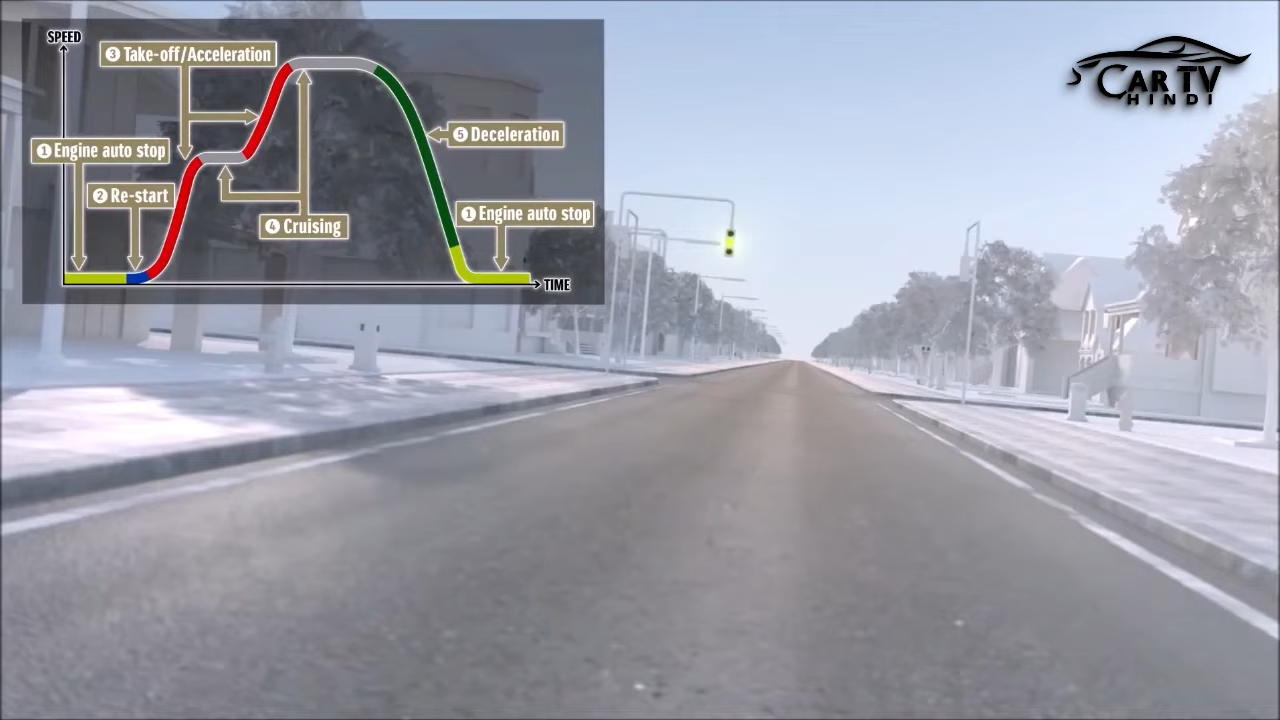 SPEED
3 Take-off/Acceleration
1 Engine auto stop
2 Re-start
4 Cruising
5 Deceleration
1 Engine auto stop
TIME
CAR TV
HINDI